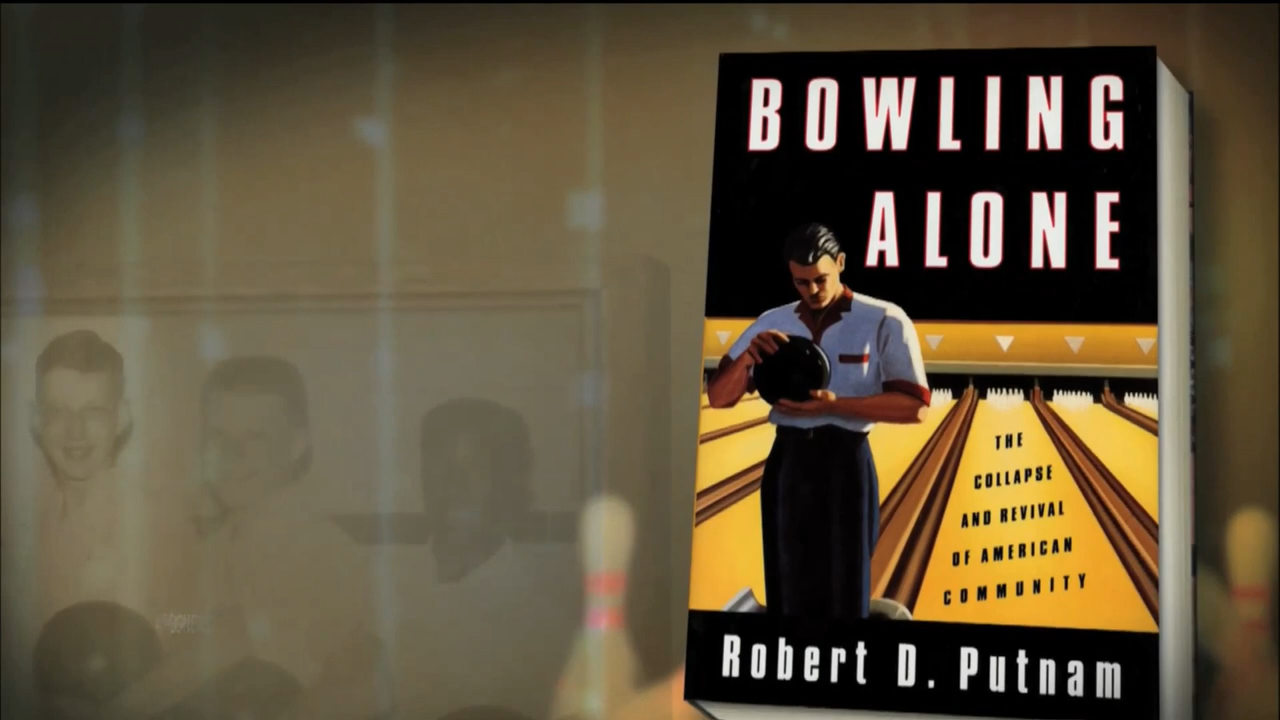 BOWLING
ALONE
THE
COLLAPSE
AND REVIVAL
OF AMERICAN
COMMUNITY
Robert D. Putnam